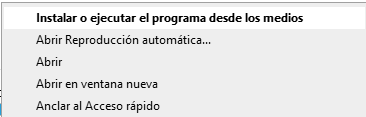 Instalar o ejecutar el programa desde los medios
Abrir Reproducción automática...
Abrir
Abrir en ventana nueva
Anclar al Acceso rápido